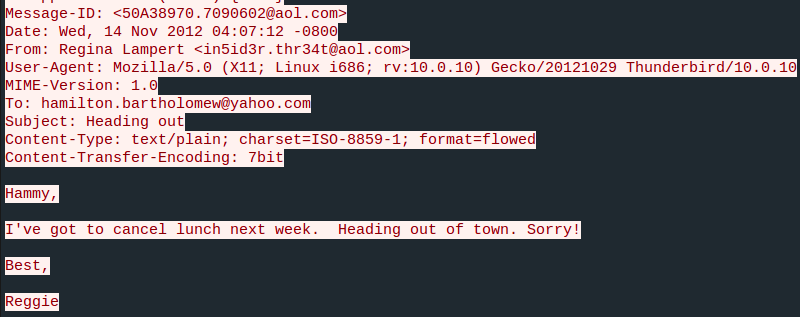 Message-ID: <50A38970.7090602@aol.com>
Date: Wed, 14 Nov 2012 04:07:12 -0800
From: Regina Lampert <in5id3r.thr34t@aol.com>
User-Agent: Mozilla/5.0 (X11; Linux i686; rv:10.0.10) Gecko/20121029 Thunderbird/10.0.10
MIME-Version: 1.0
To: hamilton.bartholomew@yahoo.com
Subject: Heading out
Content-Type: text/plain; charset=ISO-8859-1; format=flowed
Content-Transfer-Encoding: 7bit
Hammy,
I've got to cancel lunch next week.  Heading out of town. Sorry!
Best,
Reggie